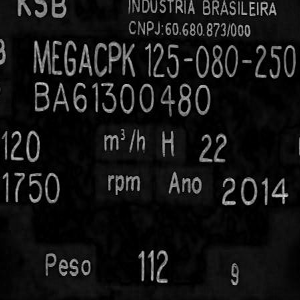 KSB INDÚSTRIA BRASILEIRA
CNPJ:60.680.873/000
MEGACPK 125-080-250
BA61300480
120 m³/h H 22
1750 rpm Ano 2014
Peso 112 9